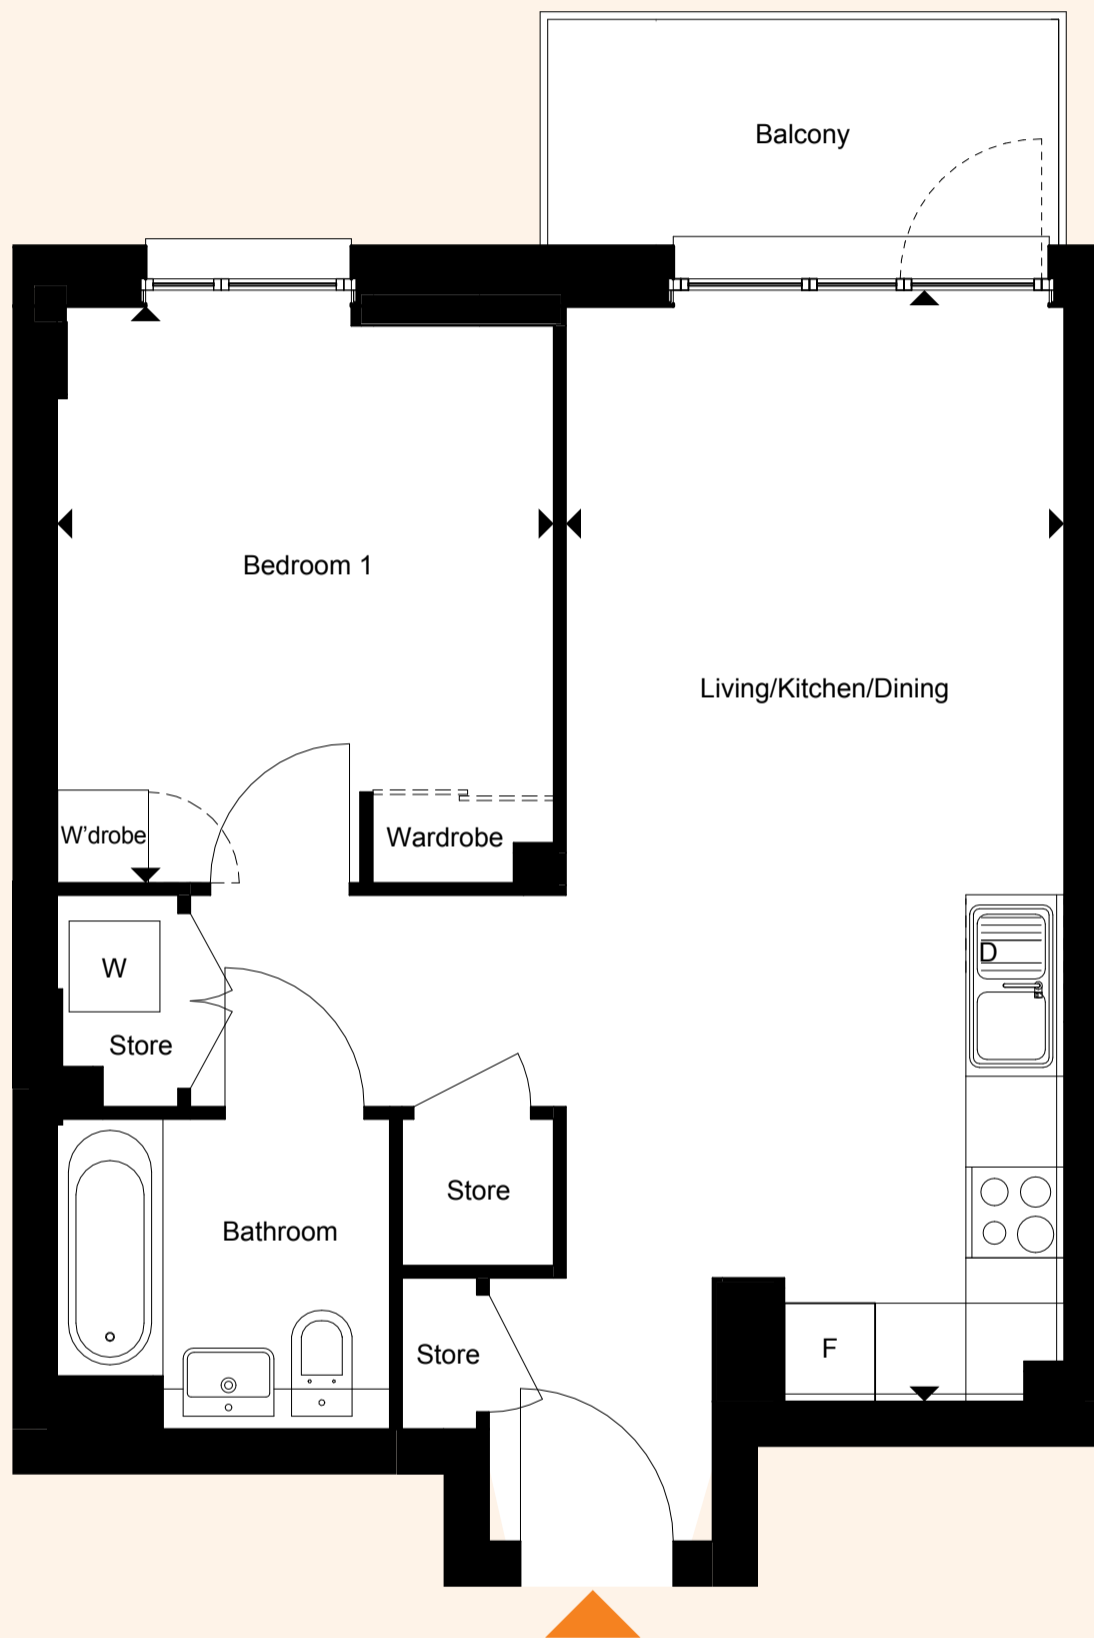 Balcony
Bedroom 1
Living/Kitchen/Dining
W'drobe
Wardrobe
W
D
Store
Store
Bathroom
Store
F